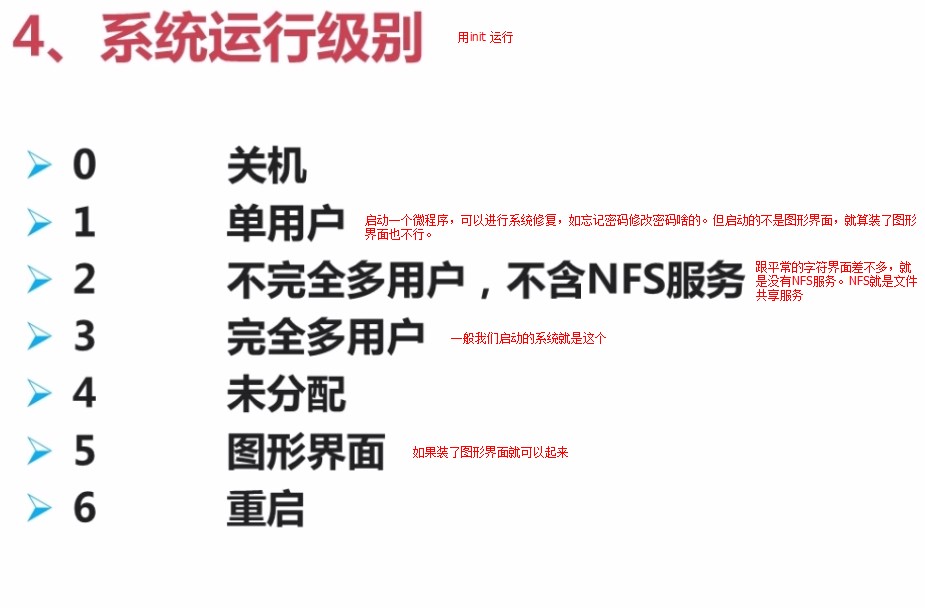 4、系统运行级别
用init 运行
0 关机
1 单用户
启动一个微程序，可以进行系统修复，如忘记密码修改密码啥的。但启动的不是图形界面，就算装了图形
界面也不行。
2 不完全多用户，不含NFS服务
跟平常的字符界面差不多，就
是没有NFS服务。NFS就是文件
共享服务
3 完全多用户
一般我们启动的系统就是这个
4 未分配
5 图形界面
如果装了图形界面就可以起来
6 重启